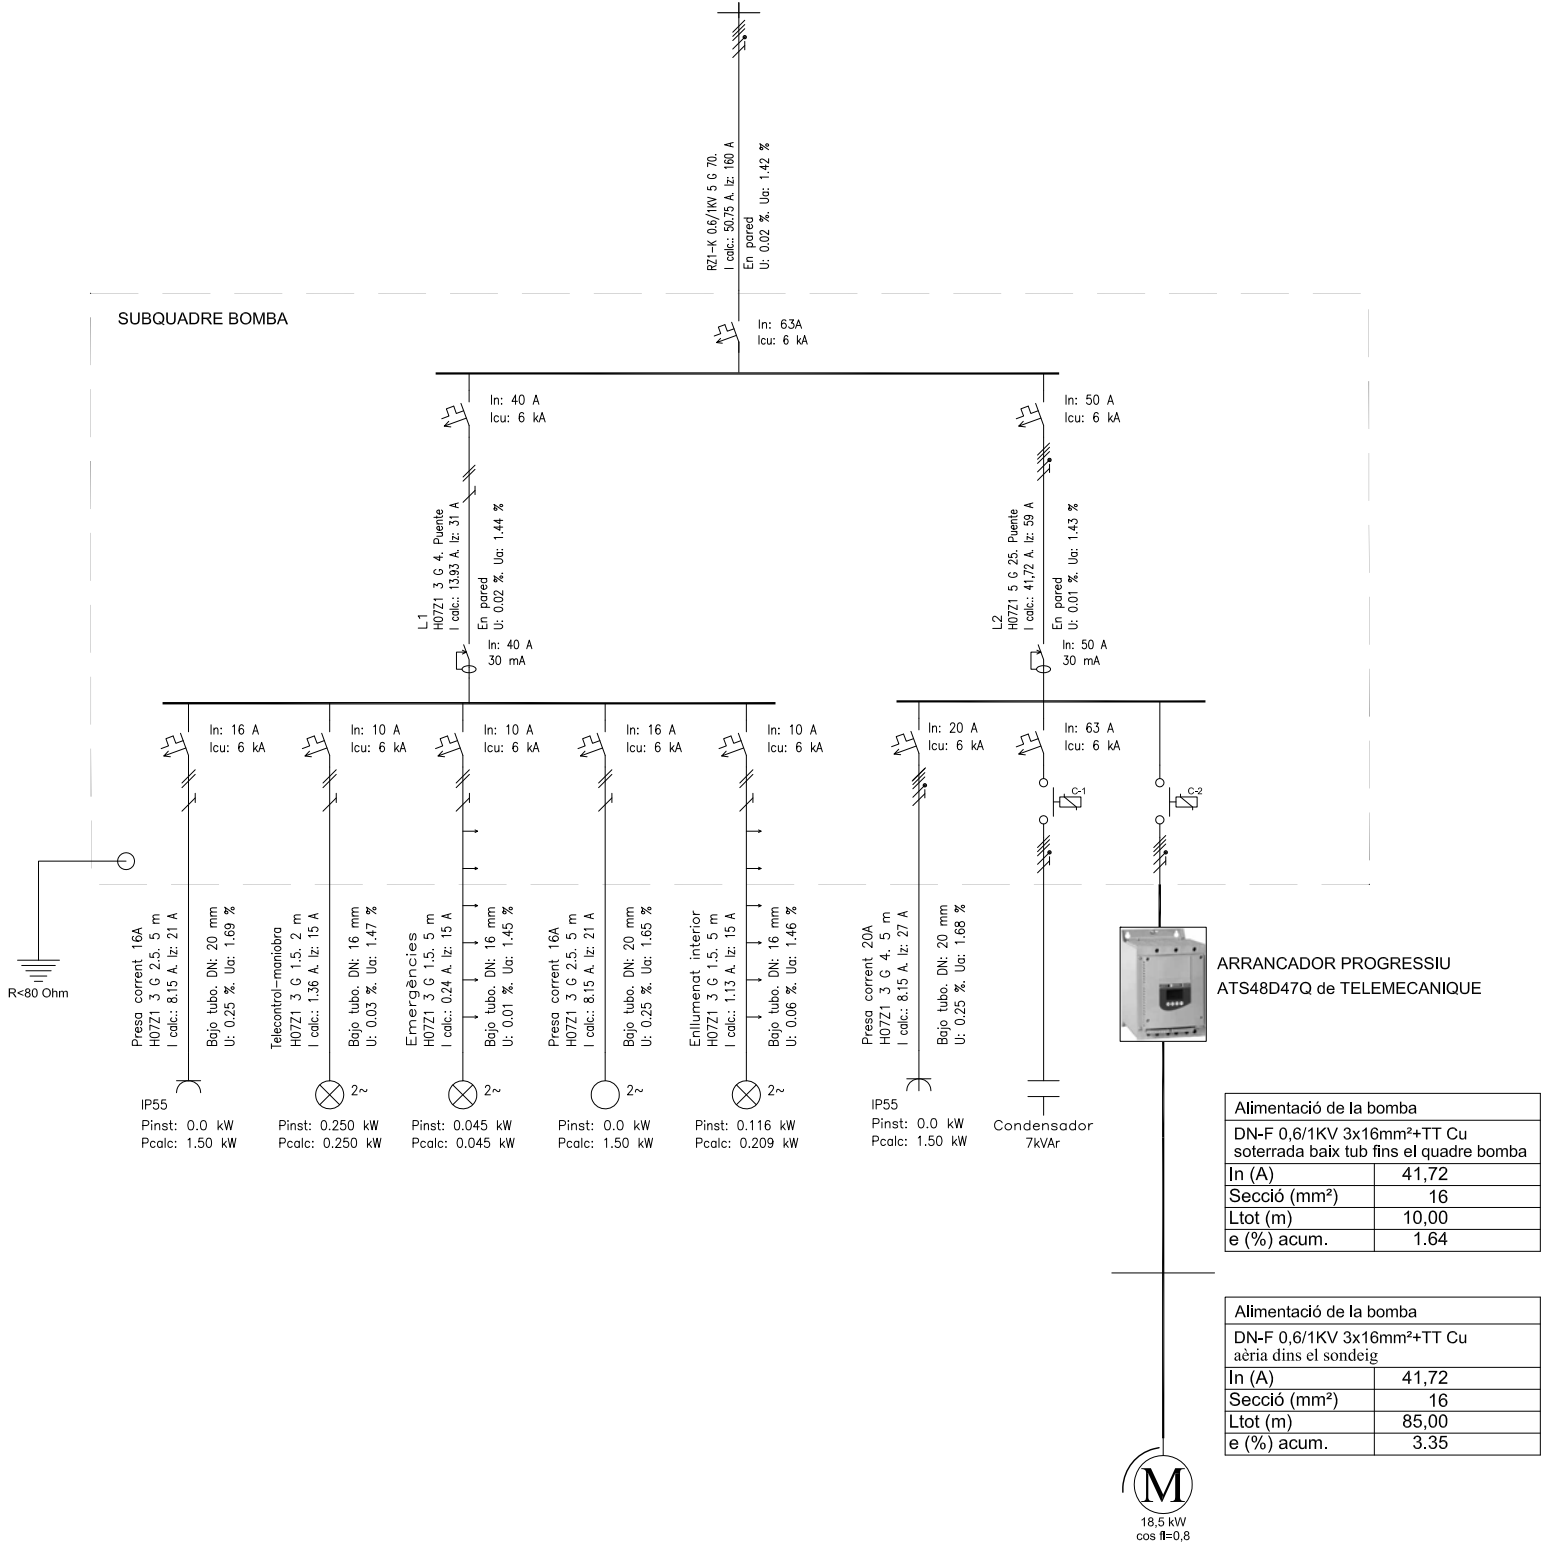 RZ1-K 0.6/1KV 5 G 70.
I calc.: 50.75 A. Iz: 160 A
En pared
U: 0.02 %. Ua: 1.42 %
SUBQUADRE BOMBA
In: 63A
Icu: 6 kA
In: 40 A
Icu: 6 kA
In: 50 A
Icu: 6 kA
L1
H07Z1 3 G 4. Puente
I calc.: 13.93 A. Iz: 31 A
En pared
U: 0.02 %. Ua: 1.44 %
L2
H07Z1 5 G 25. Puente
I calc.: 41,72 A. Iz: 59 A
En pared
U: 0.01 %. Ua: 1.43 %
In: 40 A
30 mA
In: 50 A
30 mA
In: 16 A
Icu: 6 kA
In: 10 A
Icu: 6 kA
In: 10 A
Icu: 6 kA
In: 16 A
Icu: 6 kA
In: 10 A
Icu: 6 kA
In: 20 A
Icu: 6 kA
In: 63 A
Icu: 6 kA
C-1
C-2
R<80 Ohm
Presa corrent 16A
H07Z1 3 G 2.5. 5 m
I calc.: 8.15 A. Iz: 21 A
Bajo tubo. DN: 20 mm
U: 0.25 %. Ua: 1.69 %
Telecontrol-maniobra
H07Z1 3 G 1.5. 2 m
I calc.: 1.36 A. Iz: 15 A
Bajo tubo. DN: 16 mm
U: 0.03 %. Ua: 1.47 %
Emergències
H07Z1 3 G 1.5. 5 m
I calc.: 0.24 A. Iz: 15 A
Bajo tubo. DN: 16 mm
U: 0.01 %. Ua: 1.45 %
Presa corrent 16A
H07Z1 3 G 2.5. 5 m
I calc.: 8.15 A. Iz: 21 A
Bajo tubo. DN: 20 mm
U: 0.25 %. Ua: 1.65 %
Enllumenat interior
H07Z1 3 G 1.5. 5 m
I calc.: 1.13 A. Iz: 15 A
Bajo tubo. DN: 16 mm
U: 0.06 %. Ua: 1.46 %
Presa corrent 20A
H07Z1 3 G 4. 5 m
I calc.: 8.15 A. Iz: 27 A
Bajo tubo. DN: 20 mm
U: 0.25 %. Ua: 1.68 %
ARRANCADOR PROGRESSIU
ATS48D47Q de TELEMECANIQUE
IP55
Pinst: 0.0 kW
Pcalc: 1.50 kW
2~
Pinst: 0.250 kW
Pcalc: 0.250 kW
2~
Pinst: 0.045 kW
Pcalc: 0.045 kW
2~
Pinst: 0.0 kW
Pcalc: 1.50 kW
2~
Pinst: 0.116 kW
Pcalc: 0.209 kW
IP55
Pinst: 0.0 kW
Pcalc: 1.50 kW
Condensador
7kVAr
Alimentació de la bomba
DN-F 0,6/1KV 3x16mm²+TT Cu
soterrada baix tub fins el quadre bomba
In (A) 41,72
Secció (mm²) 16
Ltot (m) 10,00
e (%) acum. 1.64
Alimentació de la bomba
DN-F 0,6/1KV 3x16mm²+TT Cu
aèria dins el sondeig
In (A) 41,72
Secció (mm²) 16
Ltot (m) 85,00
e (%) acum. 3.35
M
18,5 kW
cos fi=0,8